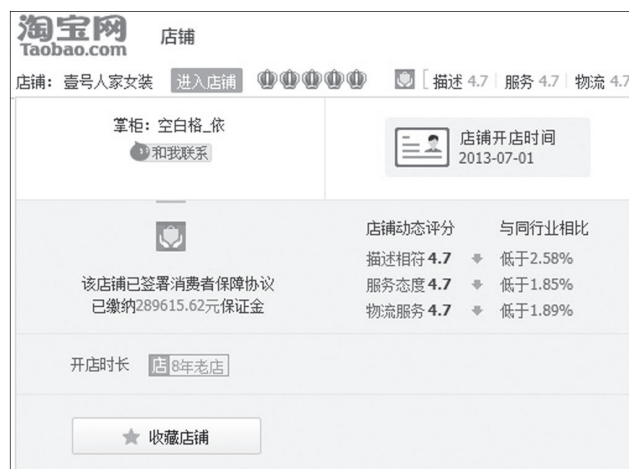 淘宝网
Taobao.com
店铺
店铺：壹号人家女装 进入店铺 描述 4.7 服务 4.7 物流 4.7
掌柜：空白格_依
和我联系
店铺开店时间
2013-07-01
该店铺已签署消费者保障协议
已缴纳289615.62元保证金
店铺动态评分 与同行业相比
描述相符 4.7 低于2.58%
服务态度 4.7 低于1.85%
物流服务 4.7 低于1.89%
开店时长 店 8年老店
收藏店铺